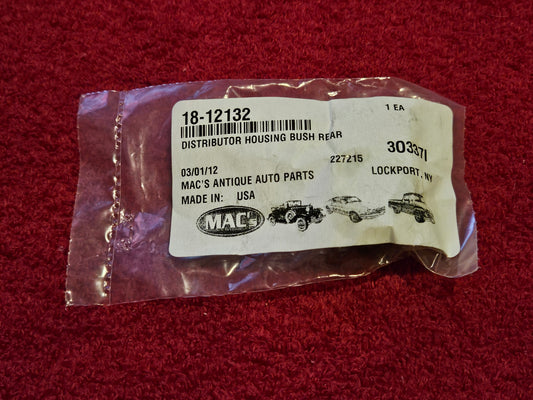 18-12132
1 EA
DISTRIBUTOR HOUSING BUSH REAR
227215 303371
03/01/12
LOCKPORT, NY
MAC'S ANTIQUE AUTO PARTS
MADE IN: USA
MAC's